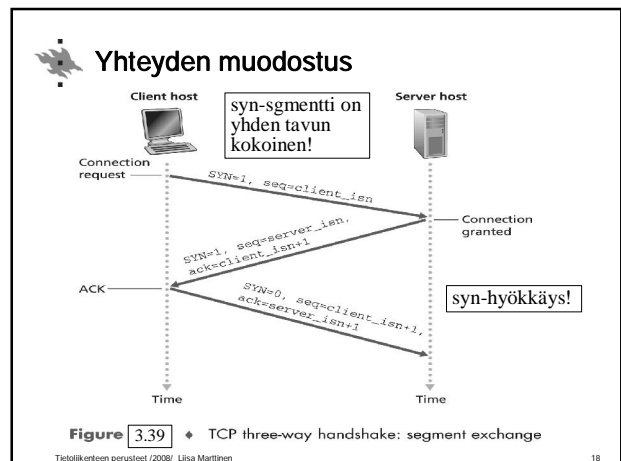 Yhteyden muodostus
Client host
syn-sgmentti on
yhden tavun
kokoinen!
Server host
Connection
request
SYN=1, seq=client_isn
Connection
granted
SYN=1, seq=server_isn,
ack=client_isn+1
ACK
SYN=0, seq=client_isn+1,
ack=server_isn+1
syn-hyökkäys!
Time
Time
Figure 3.39 ♦ TCP three-way handshake: segment exchange
Tietoliikenteen perusteet /2008/ Liisa Marttinen
18